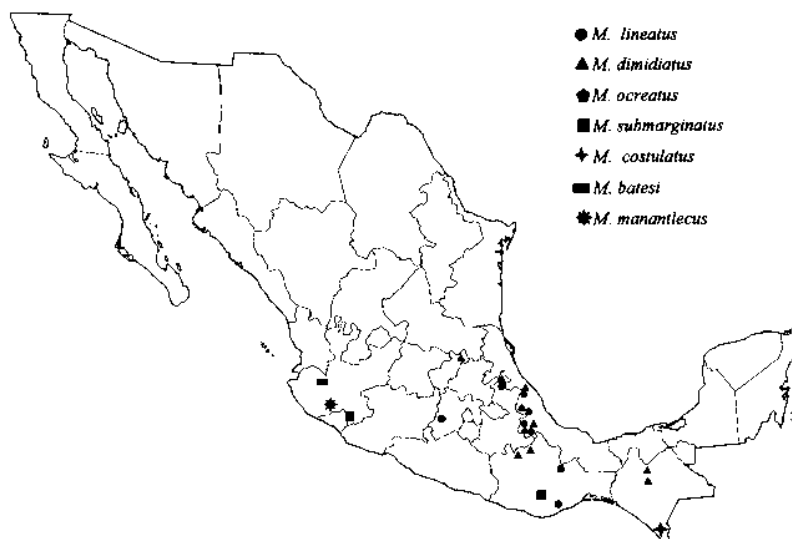 M. lineatus
M. dimidiatus
M. ocreatus
M. submarginatus
M. costulatus
M. batesi
M. manantlecus